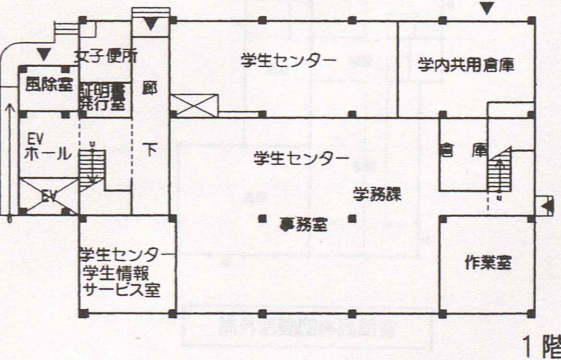 女子便所
学生センター
学内共用倉庫
風除室
証明書
発行室
廊
下
EV
ホール
学生センター
倉庫
学務課
EV
事務室
学生センター
学生情報
サービス室
作業室
1階